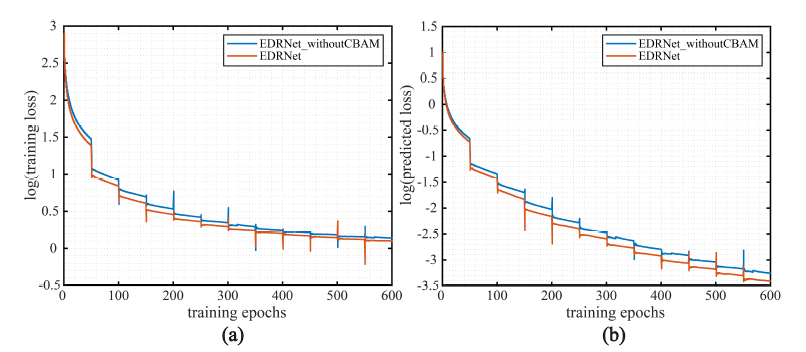 3
2.5
2
1.5
1
0.5
0
-0.5
log(training loss)
EDRNet_withoutCBAM
EDRNet
0 100 200 300 400 500 600
training epochs
(a)
1.5
1
0.5
0
-0.5
-1
-1.5
-2
-2.5
-3
-3.5
log(predicted loss)
EDRNet_withoutCBAM
EDRNet
0 100 200 300 400 500 600
training epochs
(b)